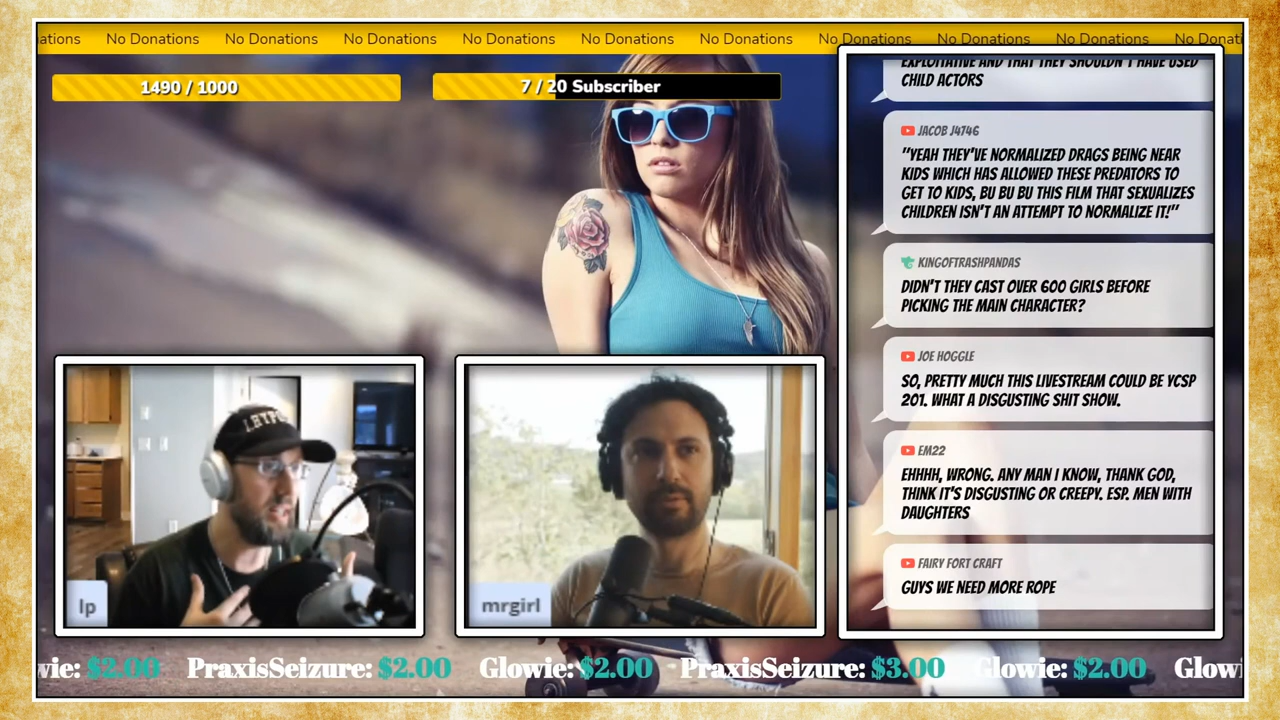 ations No Donations No Donations No Donations No Donations No Donations No Donations No Donations No Donations No Donations No Donati
1490 / 1000
7 / 20 Subscriber
EXPLOITATIVE AND THAT THEY SHOULDN'T HAVE USED
CHILD ACTORS
JACOB J4746
"YEAH THEY'VE NORMALIZED DRAGS BEING NEAR
KIDS WHICH HAS ALLOWED THESE PREDATORS TO
GET TO KIDS, BU BU BU THIS FILM THAT SEXUALIZES
CHILDREN ISN'T AN ATTEMPT TO NORMALIZE IT!"
KINGOFTRASHPANDAS
DIDN'T THEY CAST OVER 600 GIRLS BEFORE
PICKING THE MAIN CHARACTER?
JOE HOGGLE
SO, PRETTY MUCH THIS LIVESTREAM COULD BE YCSP
201. WHAT A DISGUSTING SHIT SHOW.
EM22
EHHHH, WRONG. ANY MAN I KNOW, THANK GOD,
THINK IT'S DISGUSTING OR CREEPY. ESP. MEN WITH
DAUGHTERS
FAIRY FORT CRAFT
GUYS WE NEED MORE ROPE
lp
mrgirl
wie: $2.00 PraxisSeizure: $2.00 Glowie: $2.00 PraxisSeizure: $3.00 Glowie: $2.00 Glowi